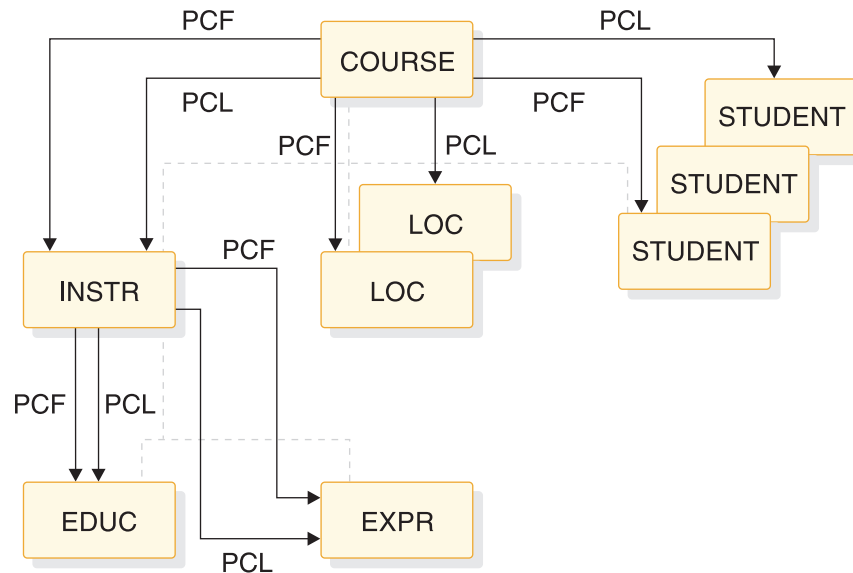 PCF
PCL
COURSE
PCL
PCF
STUDENT
PCF
PCL
STUDENT
LOC
STUDENT
PCF
INSTR
LOC
PCF
PCL
EDUC
EXPR
PCL